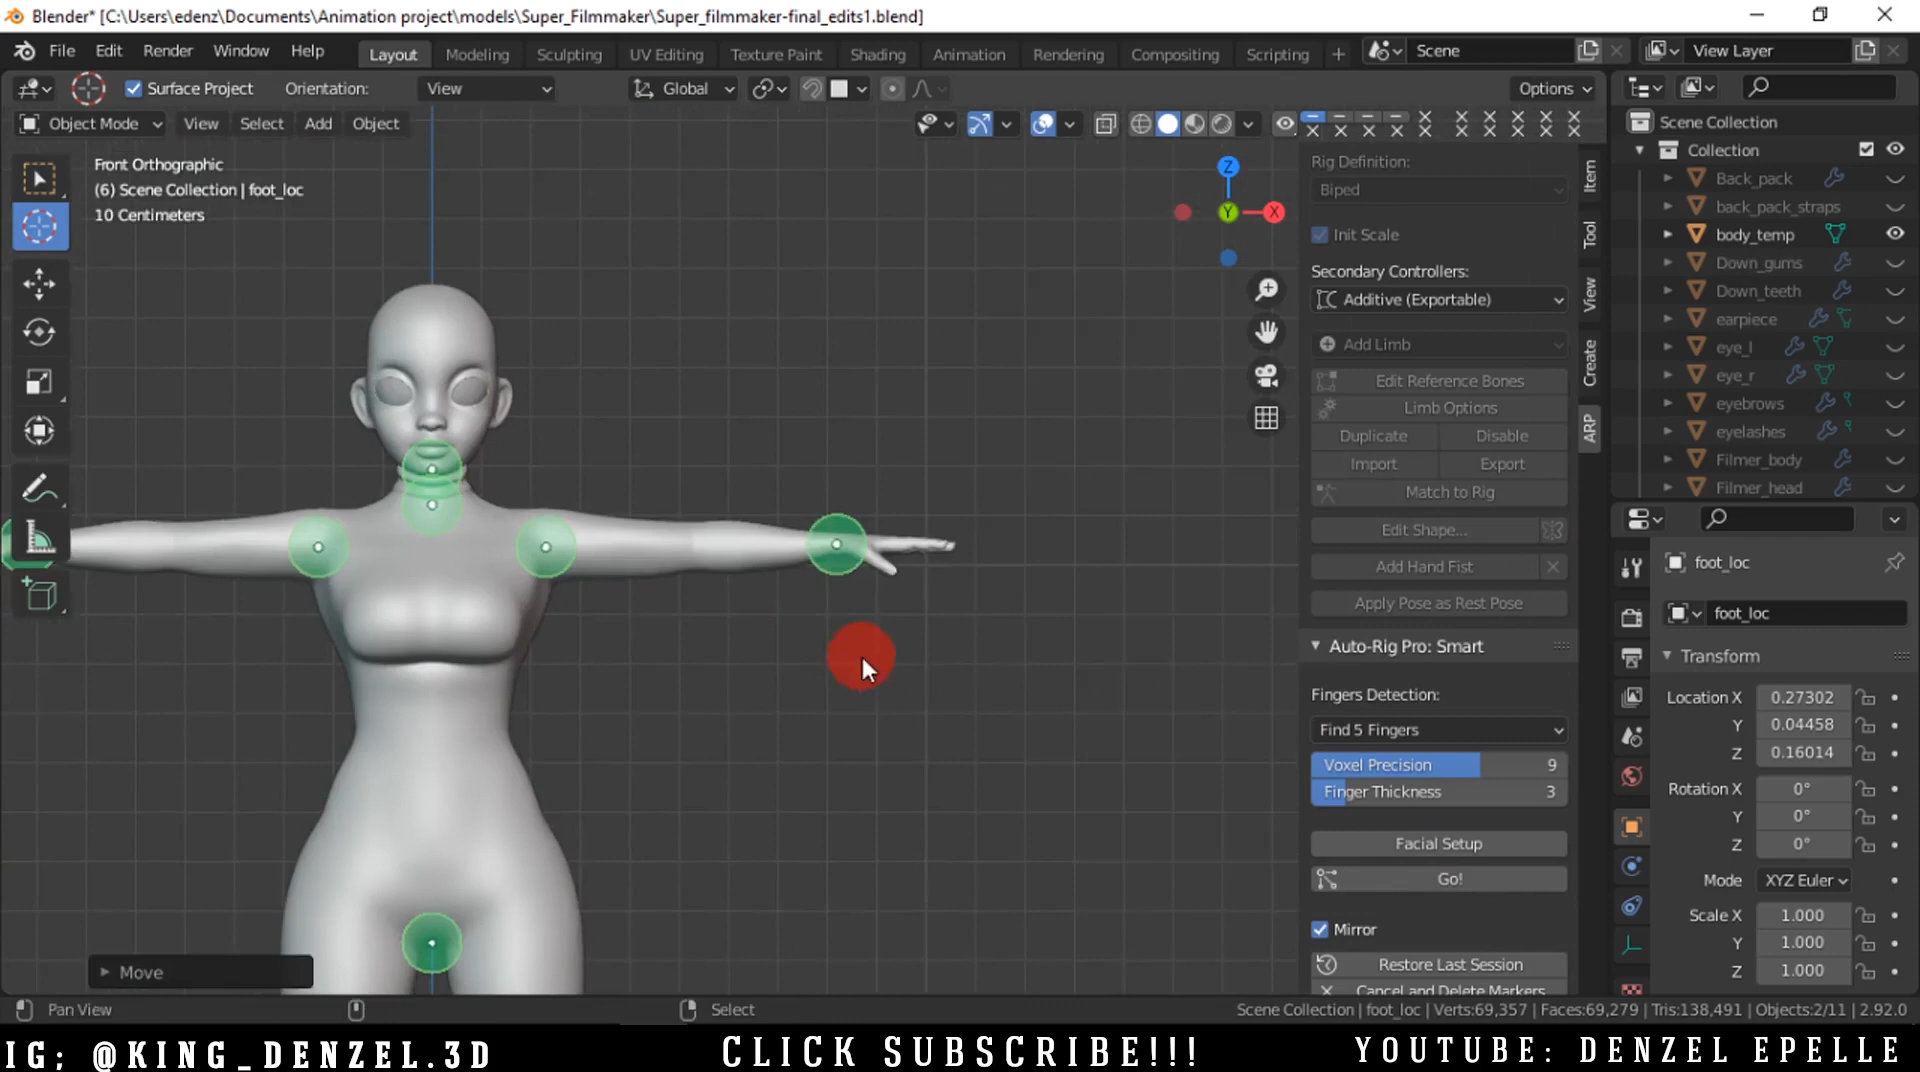 Blender* [C:\Users\edenz\Documents\Animation project\models\Super_Filmmaker\Super_filmmaker-final_edits1.blend]
File Edit Render Window Help Layout Modeling Sculpting UV Editing Texture Paint Shading Animation Rendering Compositing Scripting + Scene View Layer
Surface Project Orientation: View Global Options
Object Mode View Select Add Object
Front Orthographic
(6) Scene Collection | foot_loc
10 Centimeters
Z
Y
X
Rig Definition:
Biped
Init Scale
Secondary Controllers:
Additive (Exportable)
Add Limb
Edit Reference Bones
Limb Options
Duplicate Disable
Import Export
Match to Rig
Edit Shape...
Add Hand Fist
Apply Pose as Rest Pose
Auto-Rig Pro: Smart
Fingers Detection:
Find 5 Fingers
Voxel Precision 9
Finger Thickness 3
Facial Setup
Go!
Mirror
Restore Last Session
Cancel and Delete Markers
Item
Tool
View
Create
ARP
Scene Collection
Collection
Back_pack
back_pack_straps
body_temp
Down_gums
Down_teeth
earpiece
eye_l
eye_r
eyebrows
eyelashes
Filmer_body
Filmer_head
foot_loc
foot_loc
Transform
Location X 0.27302
Y 0.04458
Z 0.16014
Rotation X 0°
Y 0°
Z 0°
Mode XYZ Euler
Scale X 1.000
Y 1.000
Z 1.000
Move
Pan View Select Scene Collection | foot_loc | Verts:69,357 | Faces:69,279 | Tris:138,491 | Objects:2/11 | 2.92.0
IG; @KING_DENZEL.3D CLICK SUBSCRIBE!!! YOUTUBE: DENZEL EPELLE